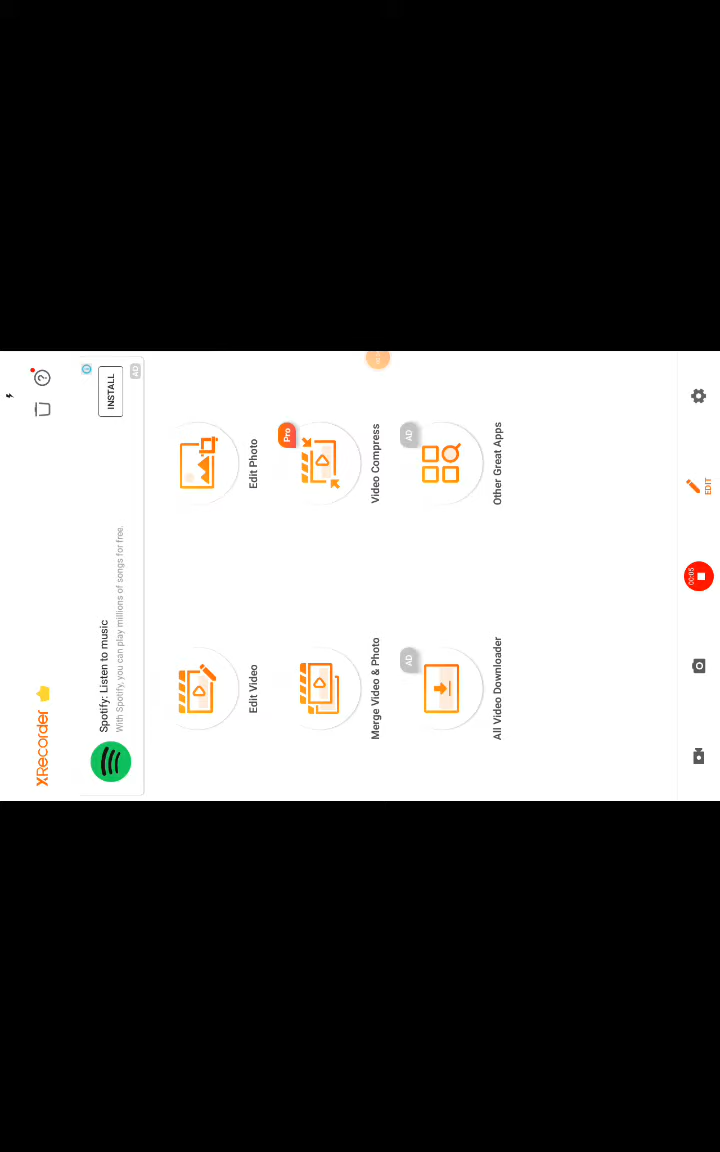 XRecorder
Spotify: Listen to music
With Spotify, you can play millions of songs for free.
INSTALL
AD
Edit Video
Edit Photo
Merge Video & Photo
Pro
Video Compress
AD
All Video Downloader
AD
Other Great Apps
00:05
EDIT